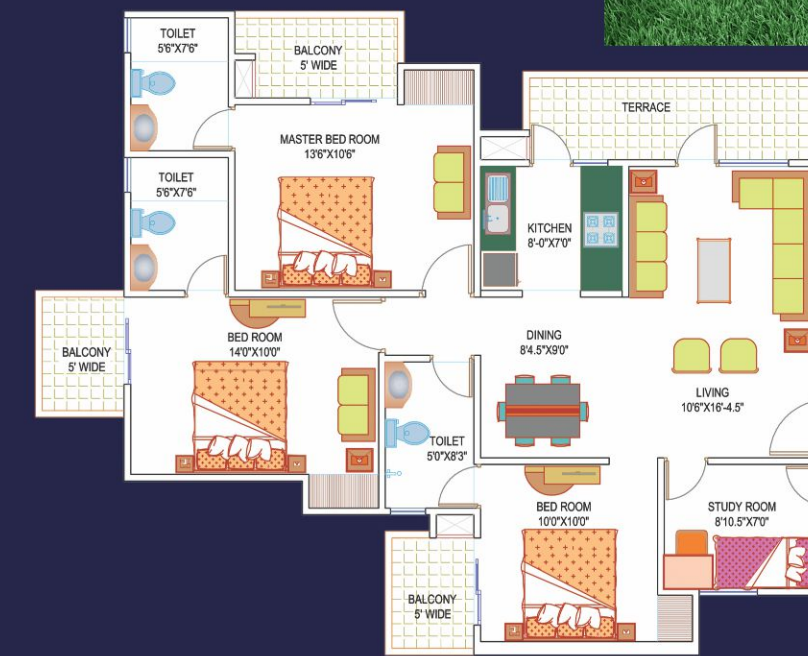 TOILET
5'6"X7'6"
BALCONY
5' WIDE
TERRACE
MASTER BED ROOM
13'6"X10'6"
TOILET
5'6"X7'6"
KITCHEN
8'-0"X7'0"
BALCONY
5' WIDE
BED ROOM
14'0"X10'0"
DINING
8'4.5"X9'0"
LIVING
10'6"X16'-4.5"
TOILET
5'0"X8'3"
BED ROOM
10'0"X10'0"
STUDY ROOM
8'10.5"X7'0"
BALCONY
5' WIDE